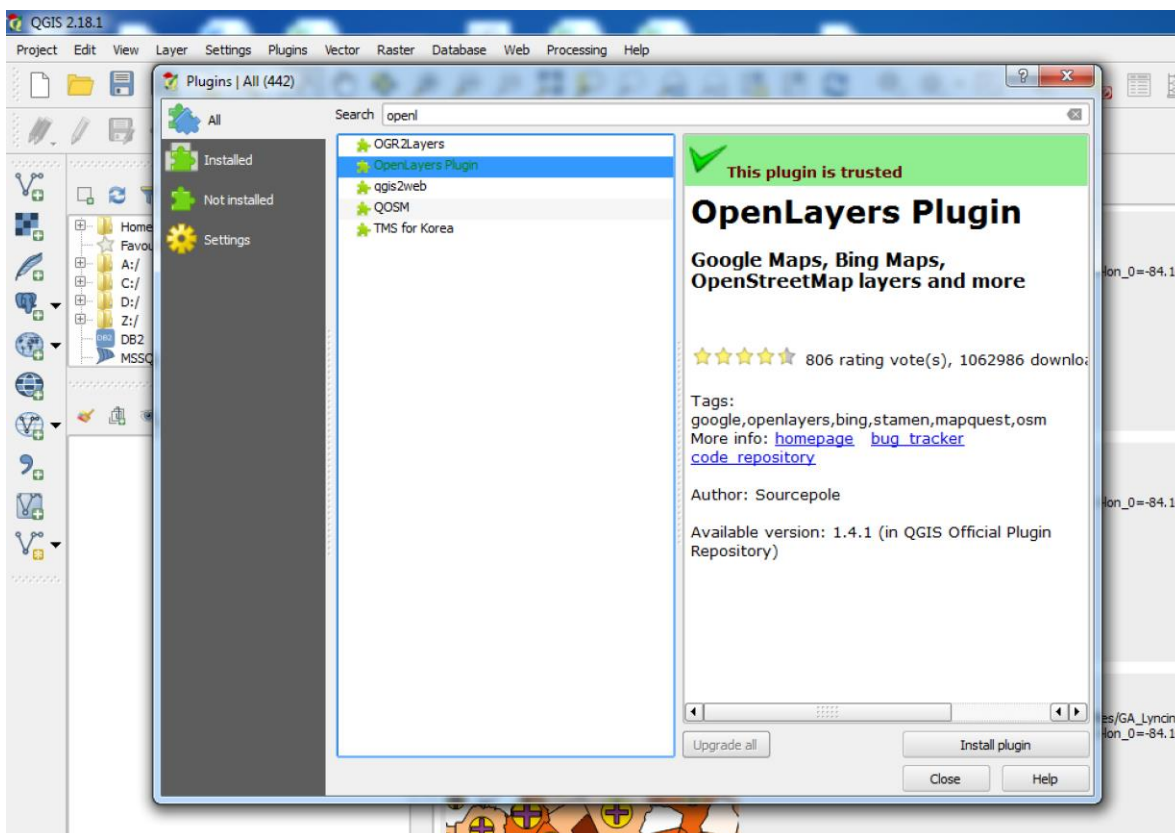 QGIS 2.18.1
Project Edit View Layer Settings Plugins Vector Raster Database Web Processing Help
Plugins | All (442)
All
Installed
Not installed
Settings
Search openl
OGR2Layers
OpenLayers Plugin
qgis2web
QOSM
TMS for Korea
This plugin is trusted
OpenLayers Plugin
Google Maps, Bing Maps,
OpenStreetMap layers and more
806 rating vote(s), 1062986 downloa
Tags:
google,openlayers,bing,stamen,mapquest,osm
More info: homepage bug tracker
code repository
Author: Sourcepole
Available version: 1.4.1 (in QGIS Official Plugin
Repository)
Upgrade all
Install plugin
Close
Help
Home
Favou
A:/
C:/
D:/
Z:/
DB2
MSSQ
lon_0=-84.1
lon_0=-84.1
es/GA_Lyncin
lon_0=-84.1